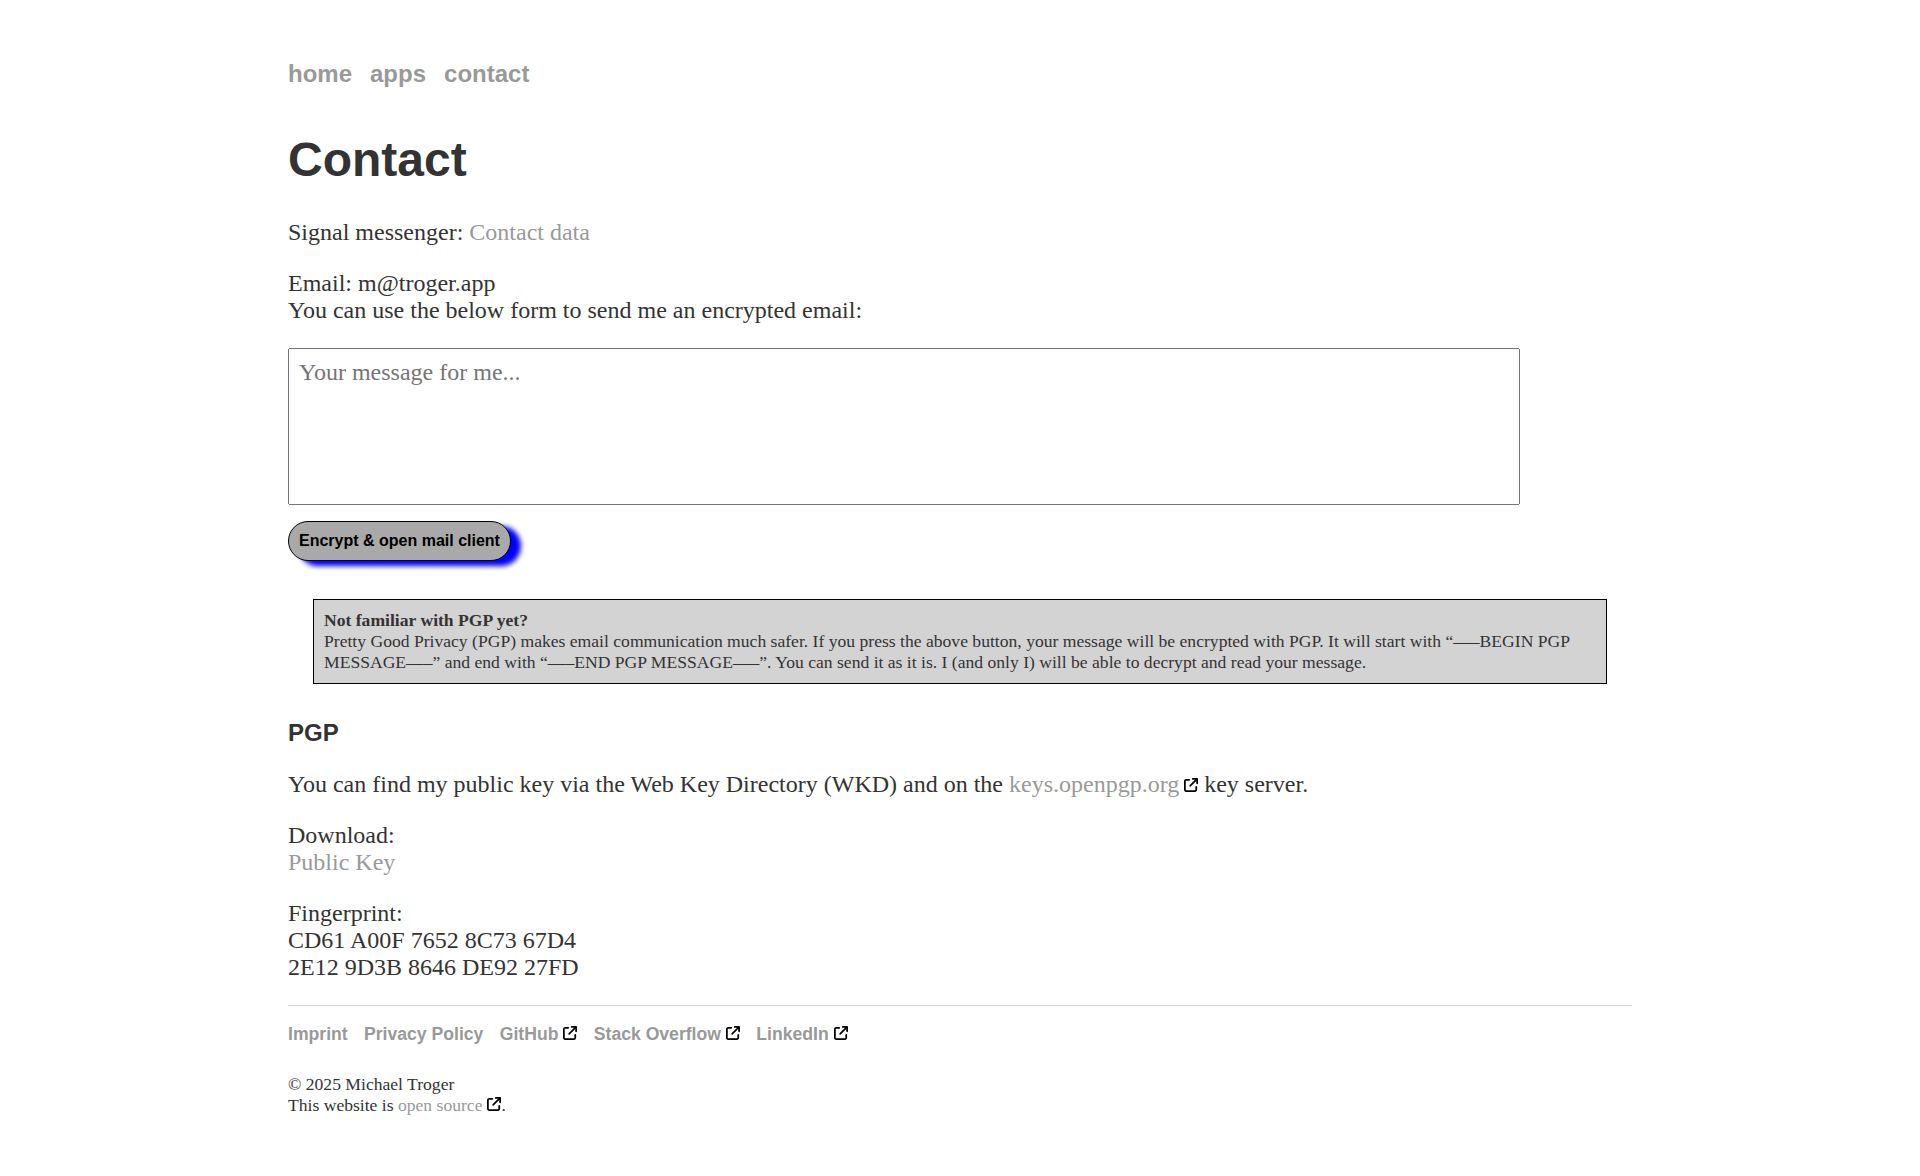 home apps contact
Contact
Signal messenger: Contact data
Email: m@troger.app
You can use the below form to send me an encrypted email:
Your message for me...
Encrypt & open mail client
Not familiar with PGP yet?
Pretty Good Privacy (PGP) makes email communication much safer. If you press the above button, your message will be encrypted with PGP. It will start with “-----BEGIN PGP
MESSAGE-----” and end with “-----END PGP MESSAGE-----”. You can send it as it is. I (and only I) will be able to decrypt and read your message.
PGP
You can find my public key via the Web Key Directory (WKD) and on the keys.openpgp.org key server.
Download:
Public Key
Fingerprint:
CD61 A00F 7652 8C73 67D4
2E12 9D3B 8646 DE92 27FD
Imprint Privacy Policy GitHub Stack Overflow LinkedIn
© 2025 Michael Troger
This website is open source.